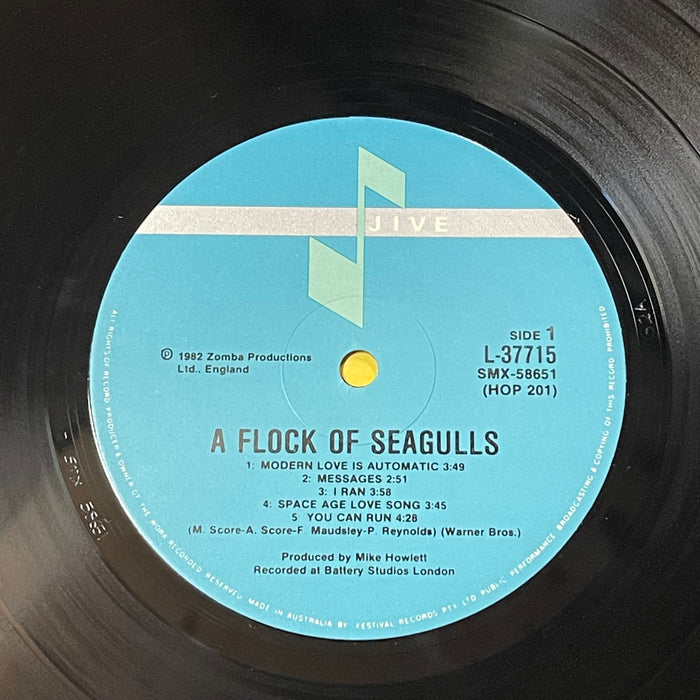 JIVE
SIDE 1
L-37715
SMX-58651
(HOP 201)
℗ 1982 Zomba Productions
Ltd., England
A FLOCK OF SEAGULLS
1: MODERN LOVE IS AUTOMATIC 3:49
2: MESSAGES 2:51
3: I RAN 3:58
4: SPACE AGE LOVE SONG 3:45
5: YOU CAN RUN 4:28
(M. Score-A. Score-F. Maudsley-P. Reynolds) (Warner Bros.)
Produced by Mike Howlett
Recorded at Battery Studios London
ALL RIGHTS OF RECORD PRODUCER & OWNER OF THE WORK RECORDED RESERVED MADE IN AUSTRALIA BY FESTIVAL RECORDS PTY LTD PUBLIC PERFORMANCE BROADCASTING & COPYING OF THIS RECORD PROHIBITED